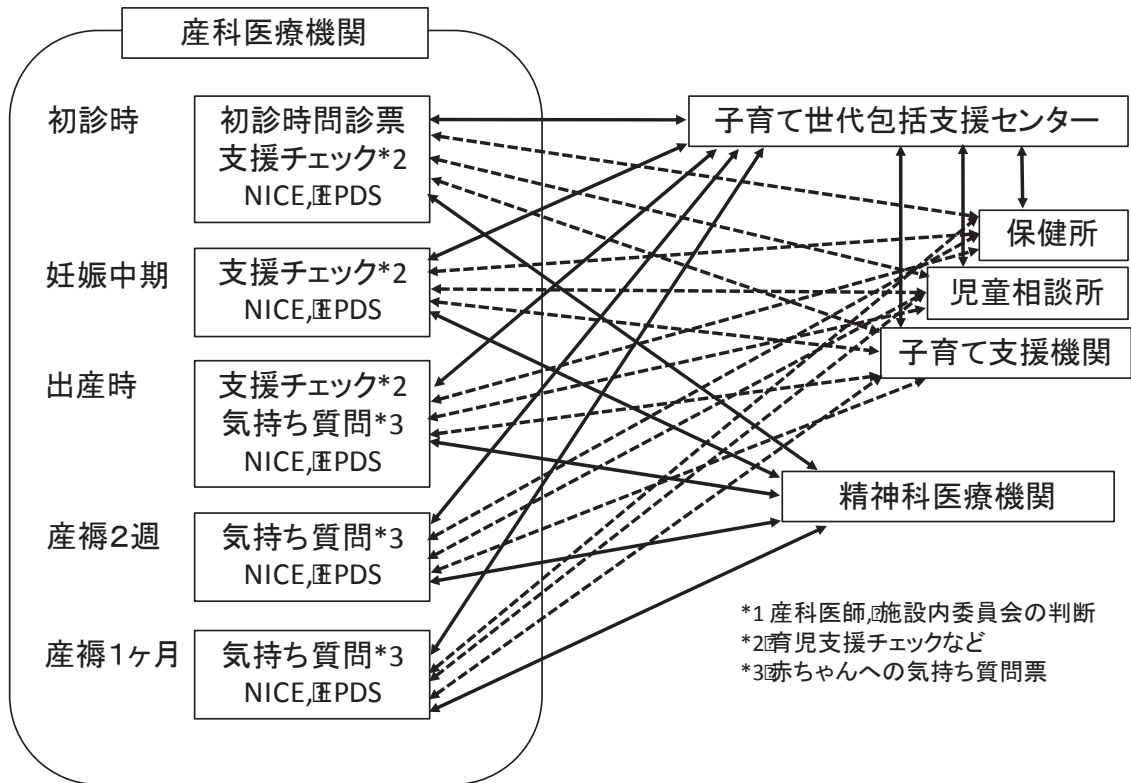 産科医療機関
初診時
初診時問診票
支援チェック*2
NICE, EPDS
妊娠中期
支援チェック*2
NICE, EPDS
出産時
支援チェック*2
気持ち質問*3
NICE, EPDS
産褥2週
気持ち質問*3
NICE, EPDS
産褥1ヶ月
気持ち質問*3
NICE, EPDS
子育て世代包括支援センター
保健所
児童相談所
子育て支援機関
精神科医療機関
*1 産科医師, 施設内委員会の判断
*2 育児支援チェックなど
*3 赤ちゃんへの気持ち質問票